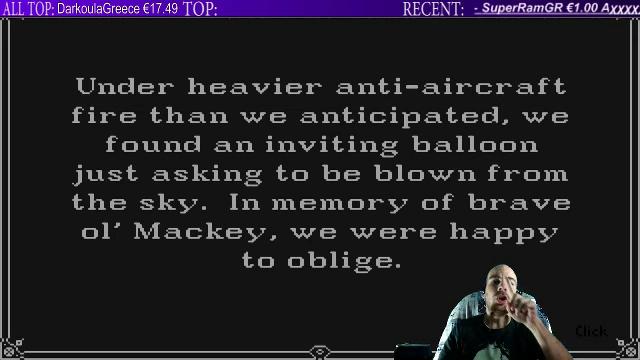 ALL TOP: DarkoulaGreece €17.49 TOP: RECENT: - SuperRamGR €1.00 Αχχχχ
Under heavier anti-aircraft
fire than we anticipated, we
found an inviting balloon
just asking to be blown from
the sky. In memory of brave
ol' Mackey, we were happy
to oblige.
Click